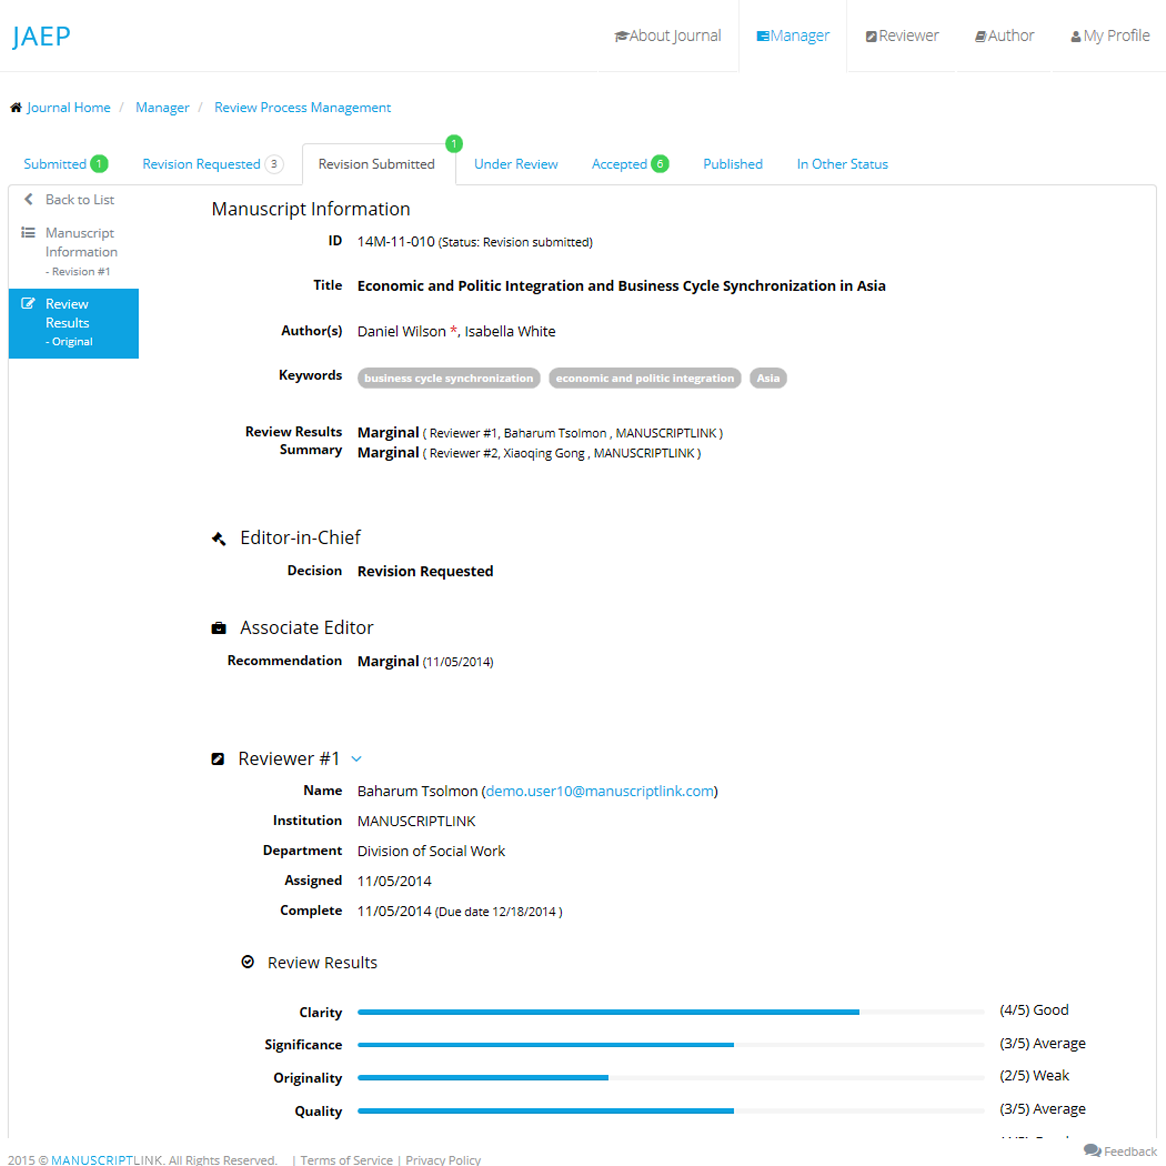 JAEP
About Journal
Manager
Reviewer
Author
My Profile
Journal Home / Manager / Review Process Management
Submitted 1
Revision Requested 3
Revision Submitted 1
Under Review
Accepted 6
Published
In Other Status
Back to List
Manuscript
Information
- Revision #1
Review
Results
- Original
Manuscript Information
ID 14M-11-010 (Status: Revision submitted)
Title Economic and Politic Integration and Business Cycle Synchronization in Asia
Author(s) Daniel Wilson *, Isabella White
Keywords business cycle synchronization economic and politic integration Asia
Review Results Marginal ( Reviewer #1, Baharum Tsolmon , MANUSCRIPTLINK )
Summary Marginal ( Reviewer #2, Xiaoqing Gong , MANUSCRIPTLINK )
Editor-in-Chief
Decision Revision Requested
Associate Editor
Recommendation Marginal (11/05/2014)
Reviewer #1
Name Baharum Tsolmon (demo.user10@manuscriptlink.com)
Institution MANUSCRIPTLINK
Department Division of Social Work
Assigned 11/05/2014
Complete 11/05/2014 (Due date 12/18/2014 )
Review Results
Clarity (4/5) Good
Significance (3/5) Average
Originality (2/5) Weak
Quality (3/5) Average
2015 © MANUSCRIPTLINK. All Rights Reserved. | Terms of Service | Privacy Policy
Feedback